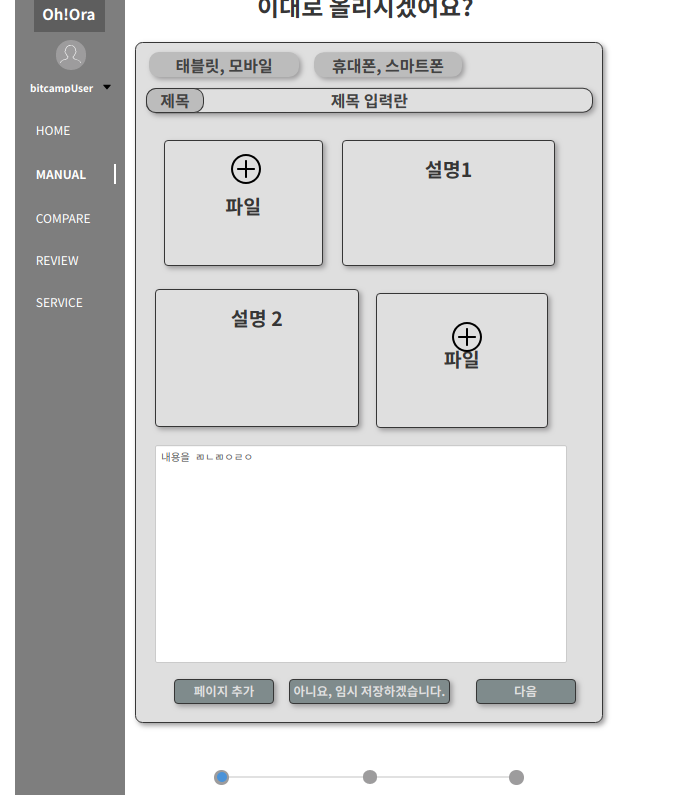 Oh!Ora
bitcampUser
HOME
MANUAL
COMPARE
REVIEW
SERVICE
이대로 올리시겠어요?
태블릿, 모바일
휴대폰, 스마트폰
제목
제목 입력란
파일
설명1
설명 2
파일
페이지 추가
아니요, 임시 저장하겠습니다.
다음
내용을